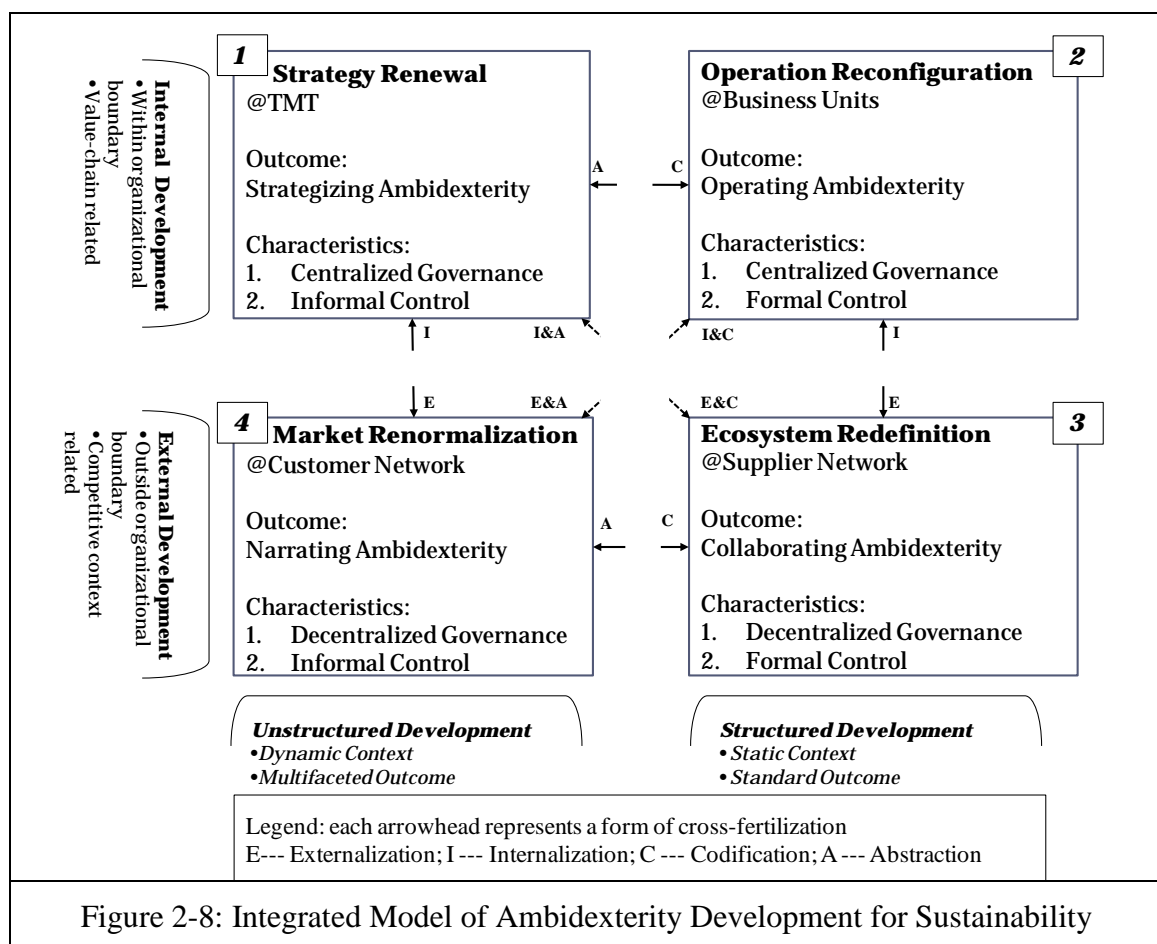 1
Strategy Renewal
@TMT
Outcome:
Strategizing Ambidexterity
Characteristics:
1. Centralized Governance
2. Informal Control
2
Operation Reconfiguration
@Business Units
Outcome:
Operating Ambidexterity
Characteristics:
1. Centralized Governance
2. Formal Control
Internal Development
•Within organizational
boundary
•Value-chain related
A
C
I
I&A
I&C
I
E
E&A
E&C
E
4
Market Renormalization
@Customer Network
Outcome:
Narrating Ambidexterity
Characteristics:
1. Decentralized Governance
2. Informal Control
3
Ecosystem Redefinition
@Supplier Network
Outcome:
Collaborating Ambidexterity
Characteristics:
1. Decentralized Governance
2. Formal Control
External Development
•Outside organizational
boundary
•Competitive context
related
A
C
Unstructured Development
•Dynamic Context
•Multifaceted Outcome
Structured Development
•Static Context
•Standard Outcome
Legend: each arrowhead represents a form of cross-fertilization
E--- Externalization; I --- Internalization; C --- Codification; A --- Abstraction
Figure 2-8: Integrated Model of Ambidexterity Development for Sustainability